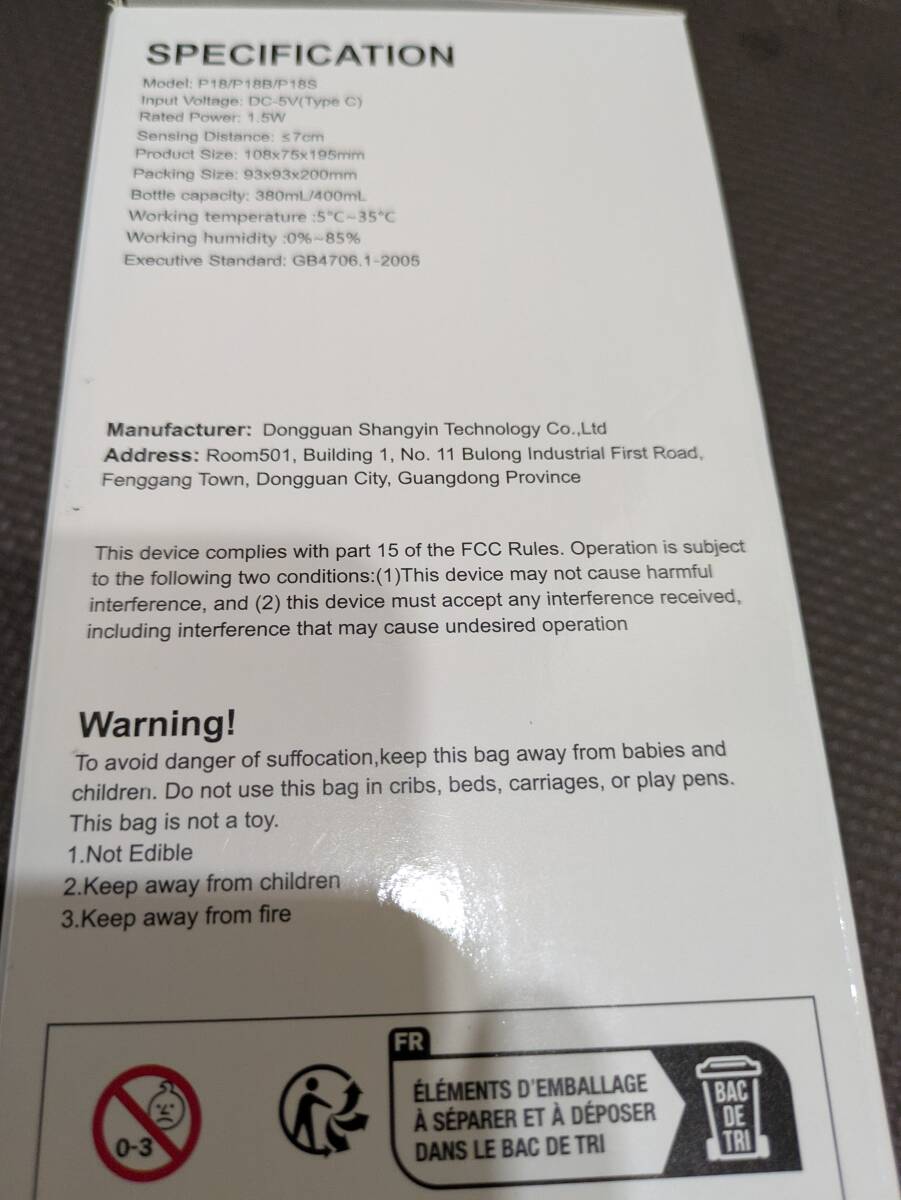 SPECIFICATION
Model: P18/P18B/P18S
Input Voltage: DC-5V(Type C)
Rated Power: 1.5W
Sensing Distance: ≤7cm
Product Size: 108x75x195mm
Packing Size: 93x93x200mm
Bottle capacity: 380mL/400mL
Working temperature :5°C~35°C
Working humidity :0%~85%
Executive Standard: GB4706.1-2005
Manufacturer: Dongguan Shangyin Technology Co.,Ltd
Address: Room501, Building 1, No. 11 Bulong Industrial First Road,
Fenggang Town, Dongguan City, Guangdong Province
This device complies with part 15 of the FCC Rules. Operation is subject
to the following two conditions:(1)This device may not cause harmful
interference, and (2) this device must accept any interference received,
including interference that may cause undesired operation
Warning!
To avoid danger of suffocation,keep this bag away from babies and
children. Do not use this bag in cribs, beds, carriages, or play pens.
This bag is not a toy.
1.Not Edible
2.Keep away from children
3.Keep away from fire
0-3
FR
ÉLÉMENTS D'EMBALLAGE
À SÉPARER ET À DÉPOSER
DANS LE BAC DE TRI
BAC
DE
TRI